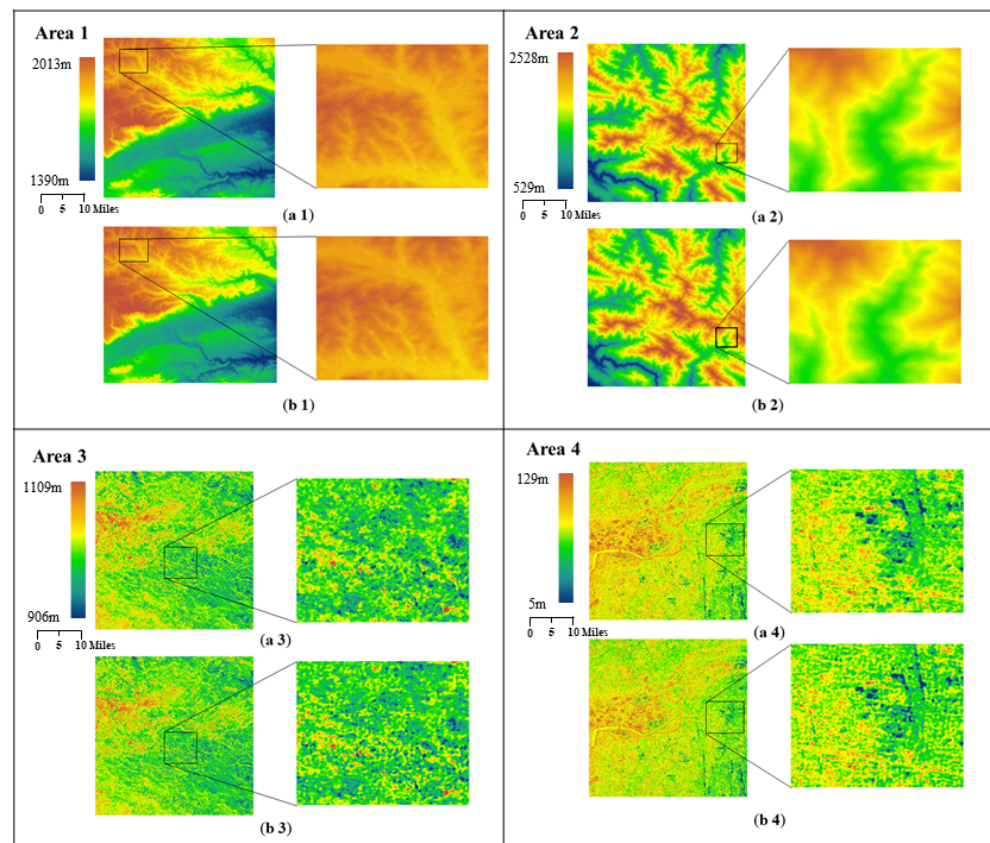 Area 1
2013m
1390m
0 5 10 Miles
(a 1)
(b 1)
Area 2
2528m
529m
0 5 10 Miles
(a 2)
(b 2)
Area 3
1109m
906m
0 5 10 Miles
(a 3)
(b 3)
Area 4
129m
5m
0 5 10 Miles
(a 4)
(b 4)